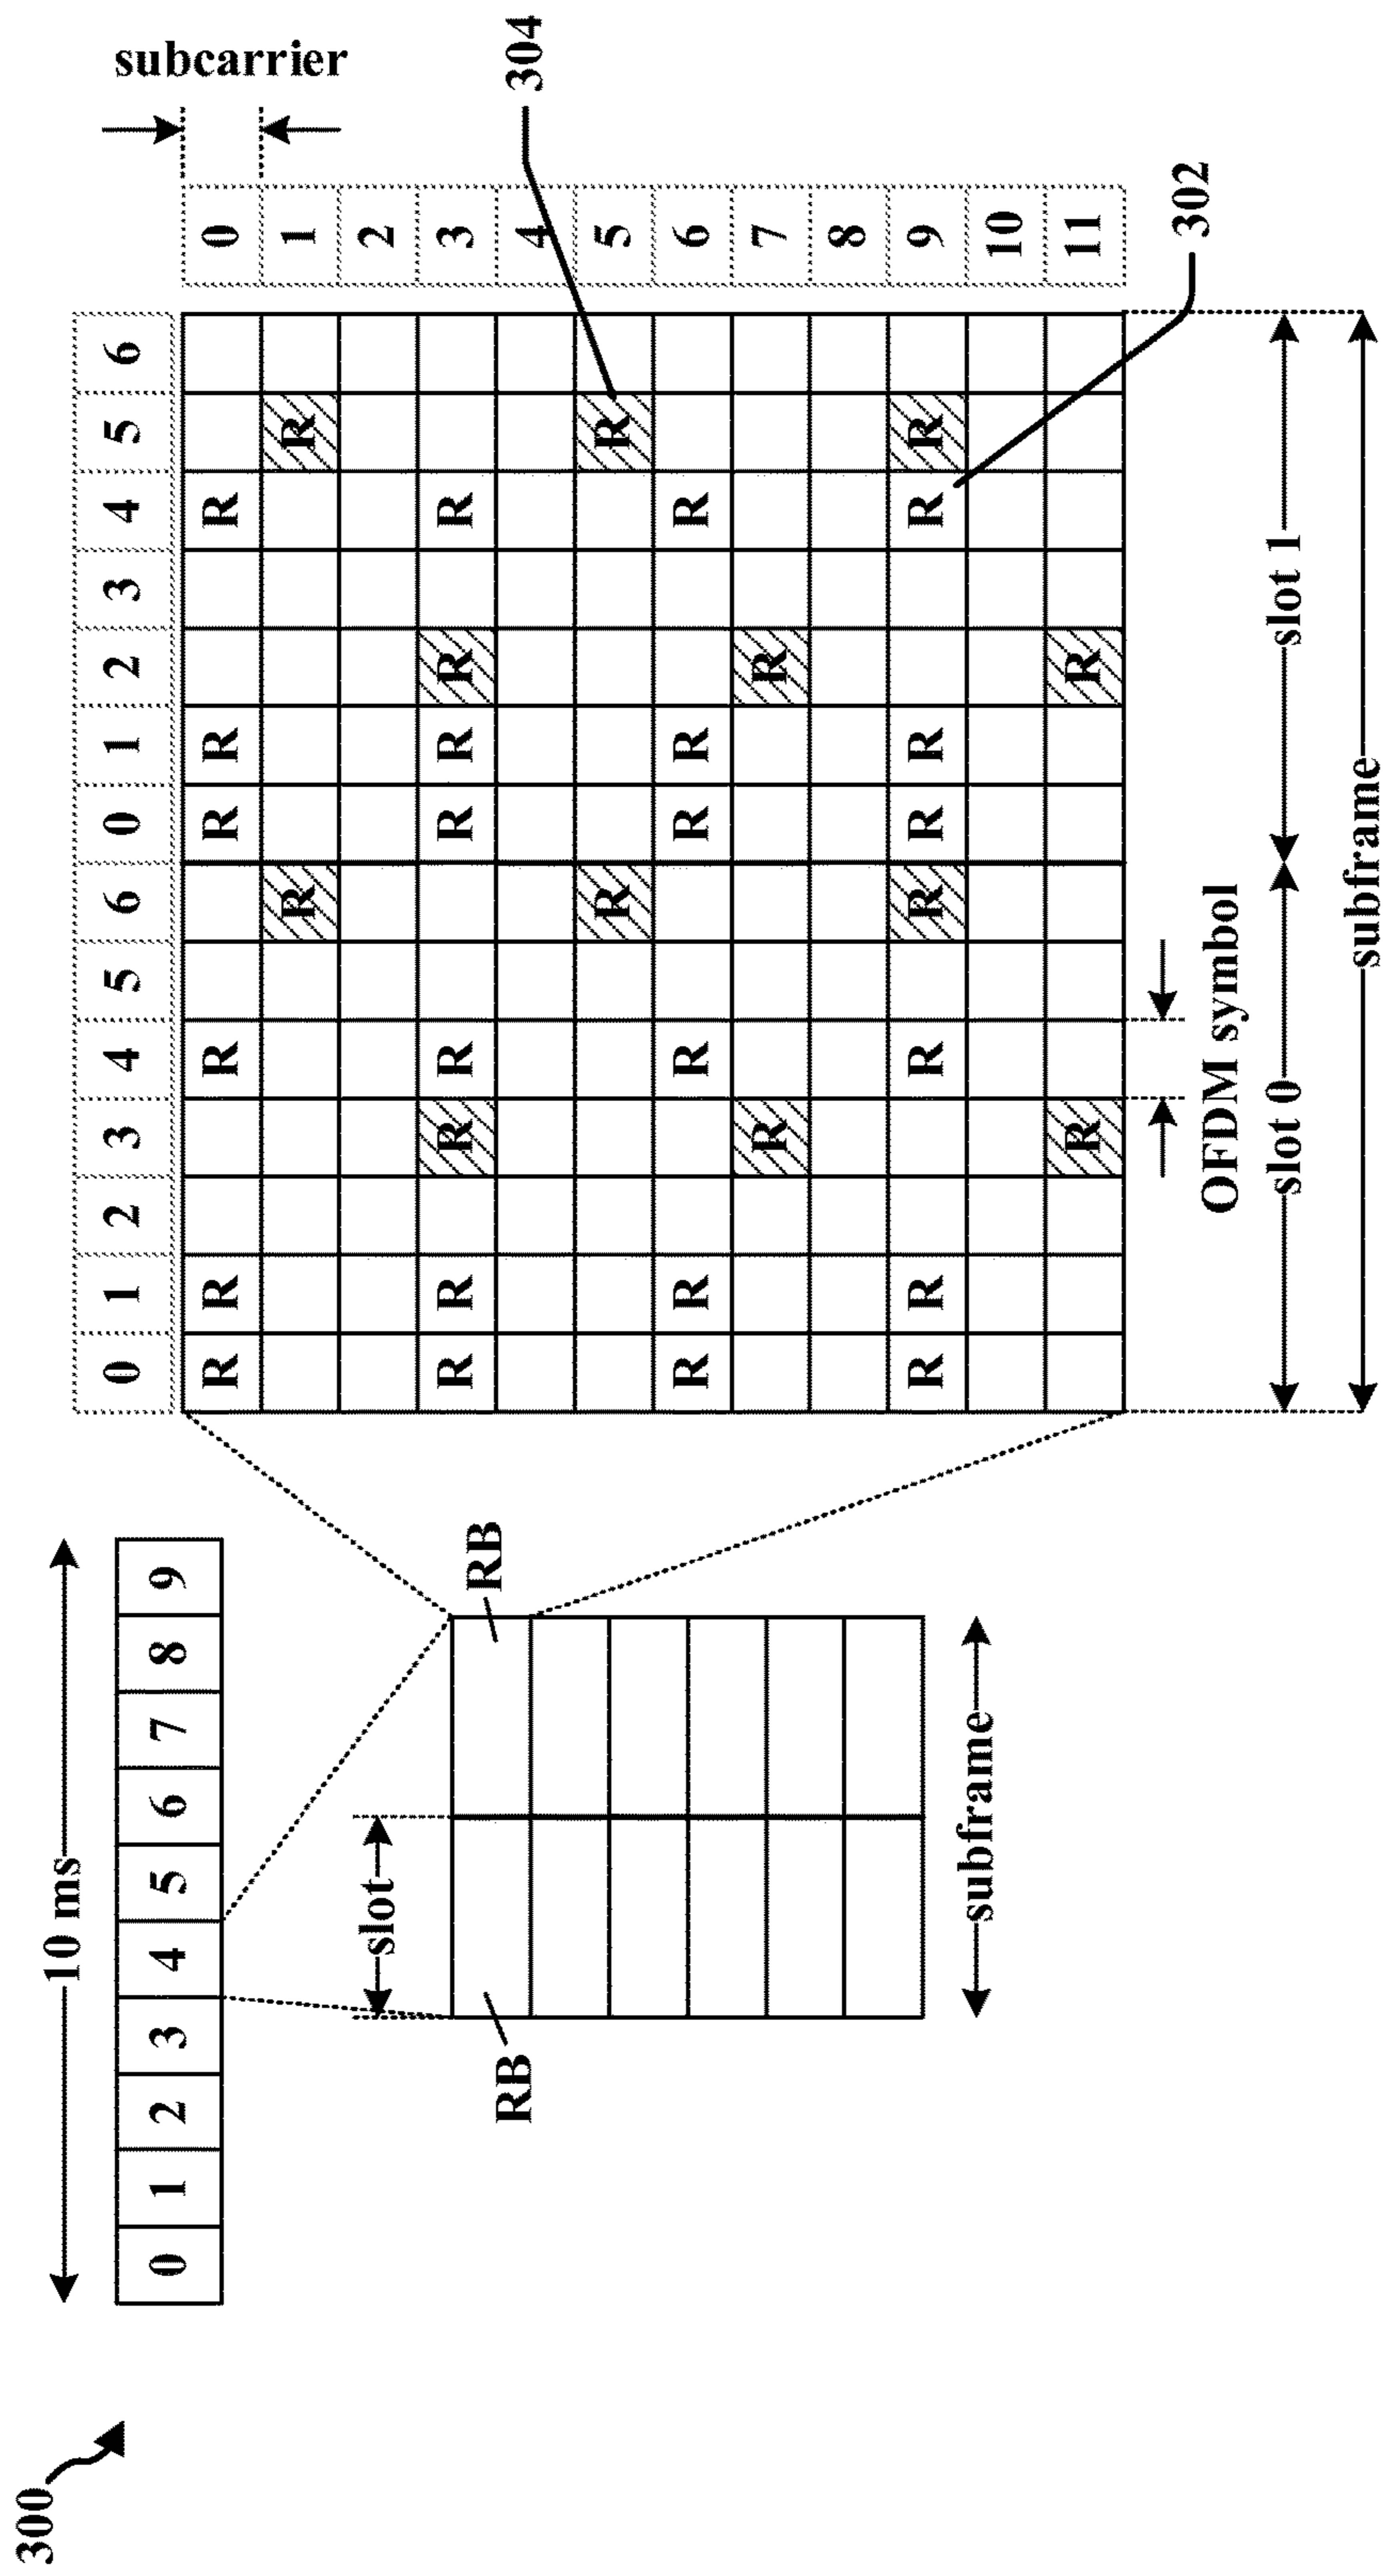 300
10 ms
0 1 2 3 4 5 6 7 8 9
slot
RB
RB
subframe
0 1 2 3 4 5 6 0 1 2 3 4 5 6
subcarrier
R R R R R R 0
R R 1
2
R R R R R R R R 3
4
R R 5
R R R R R R 6
R R 7
8
R R R R R R R R 9
10
R R 11
304
302
OFDM symbol
slot 0 slot 1
subframe